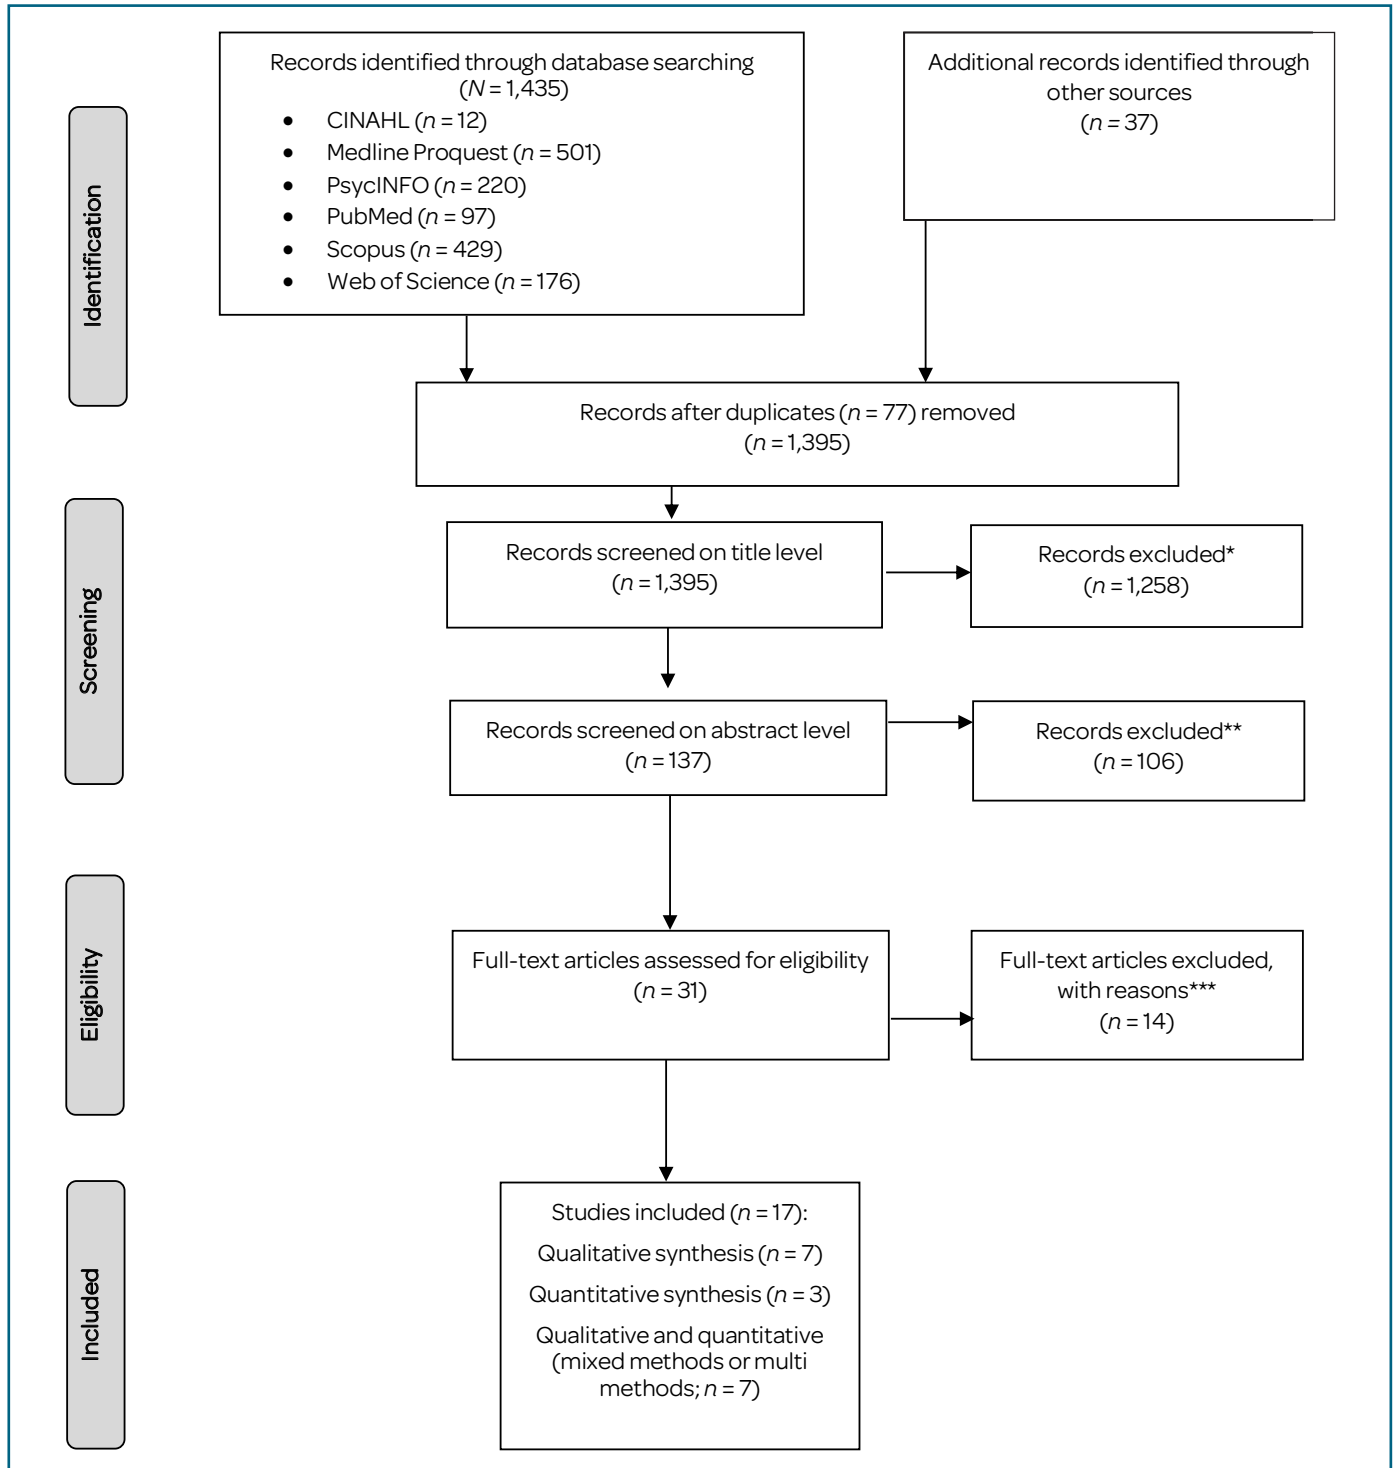 Identification
Records identified through database searching
(N = 1,435)
• CINAHL (n = 12)
• Medline Proquest (n = 501)
• PsycINFO (n = 220)
• PubMed (n = 97)
• Scopus (n = 429)
• Web of Science (n = 176)
Additional records identified through
other sources
(n = 37)
Records after duplicates (n = 77) removed
(n = 1,395)
Screening
Records screened on title level
(n = 1,395)
Records excluded*
(n = 1,258)
Records screened on abstract level
(n = 137)
Records excluded**
(n = 106)
Eligibility
Full-text articles assessed for eligibility
(n = 31)
Full-text articles excluded,
with reasons***
(n = 14)
Included
Studies included (n = 17):
Qualitative synthesis (n = 7)
Quantitative synthesis (n = 3)
Qualitative and quantitative
(mixed methods or multi
methods; n = 7)